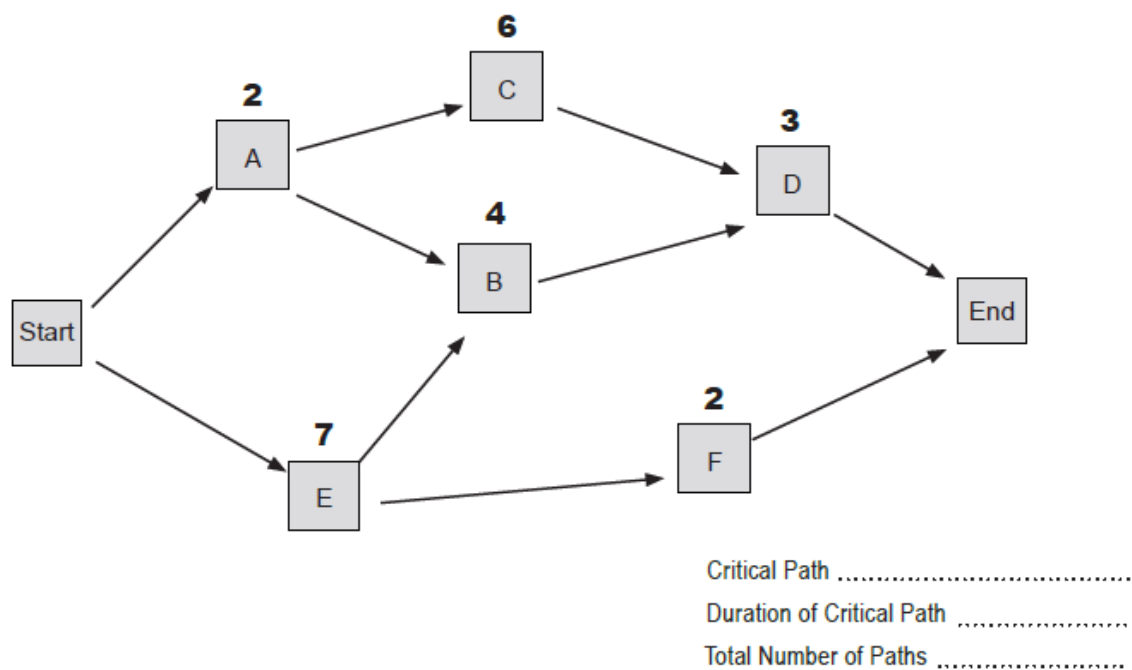 6
C
2
A
3
D
4
B
Start
End
7
E
2
F
Critical Path
Duration of Critical Path
Total Number of Paths